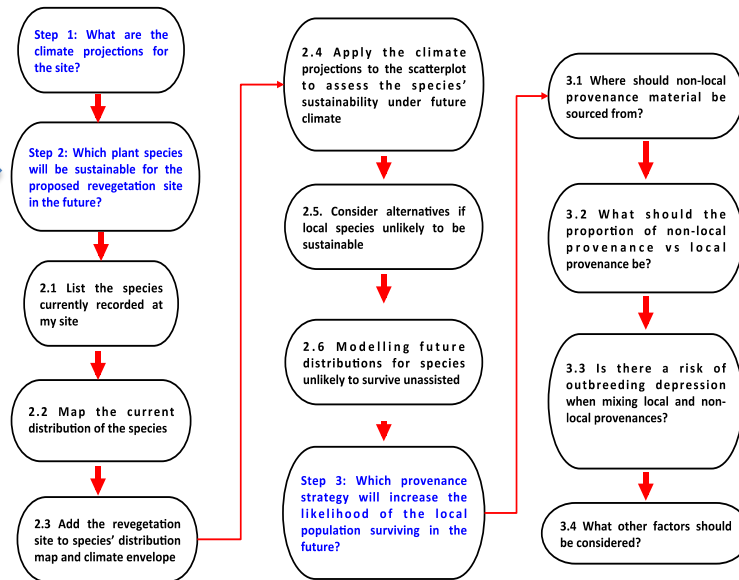 Step 1: What are the
climate projections for
the site?
Step 2: Which plant species
will be sustainable for the
proposed revegetation site
in the future?
2.1 List the species
currently recorded at
my site
2.2 Map the current
distribution of the species
2.3 Add the revegetation
site to species' distribution
map and climate envelope
2.4 Apply the climate
projections to the scatterplot
to assess the species'
sustainability under future
climate
2.5. Consider alternatives if
local species unlikely to be
sustainable
2.6 Modelling future
distributions for species
unlikely to survive unassisted
Step 3: Which provenance
strategy will increase the
likelihood of the local
population surviving in the
future?
3.1 Where should non-local
provenance material be
sourced from?
3.2 What should the
proportion of non-local
provenance vs local
provenance be?
3.3 Is there a risk of
outbreeding depression
when mixing local and non-
local provenances?
3.4 What other factors should
be considered?